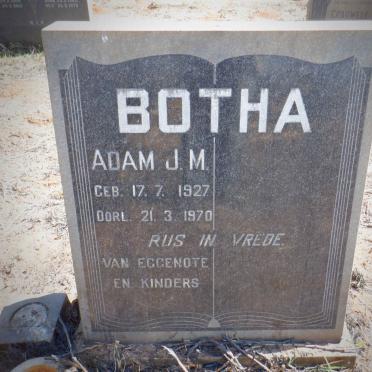 BOTHA
ADAM J. M.
GEB. 17. 7. 1927
OORL. 21. 3. 1970
RUS IN VREDE.
VAN EGGENOTE
EN KINDERS